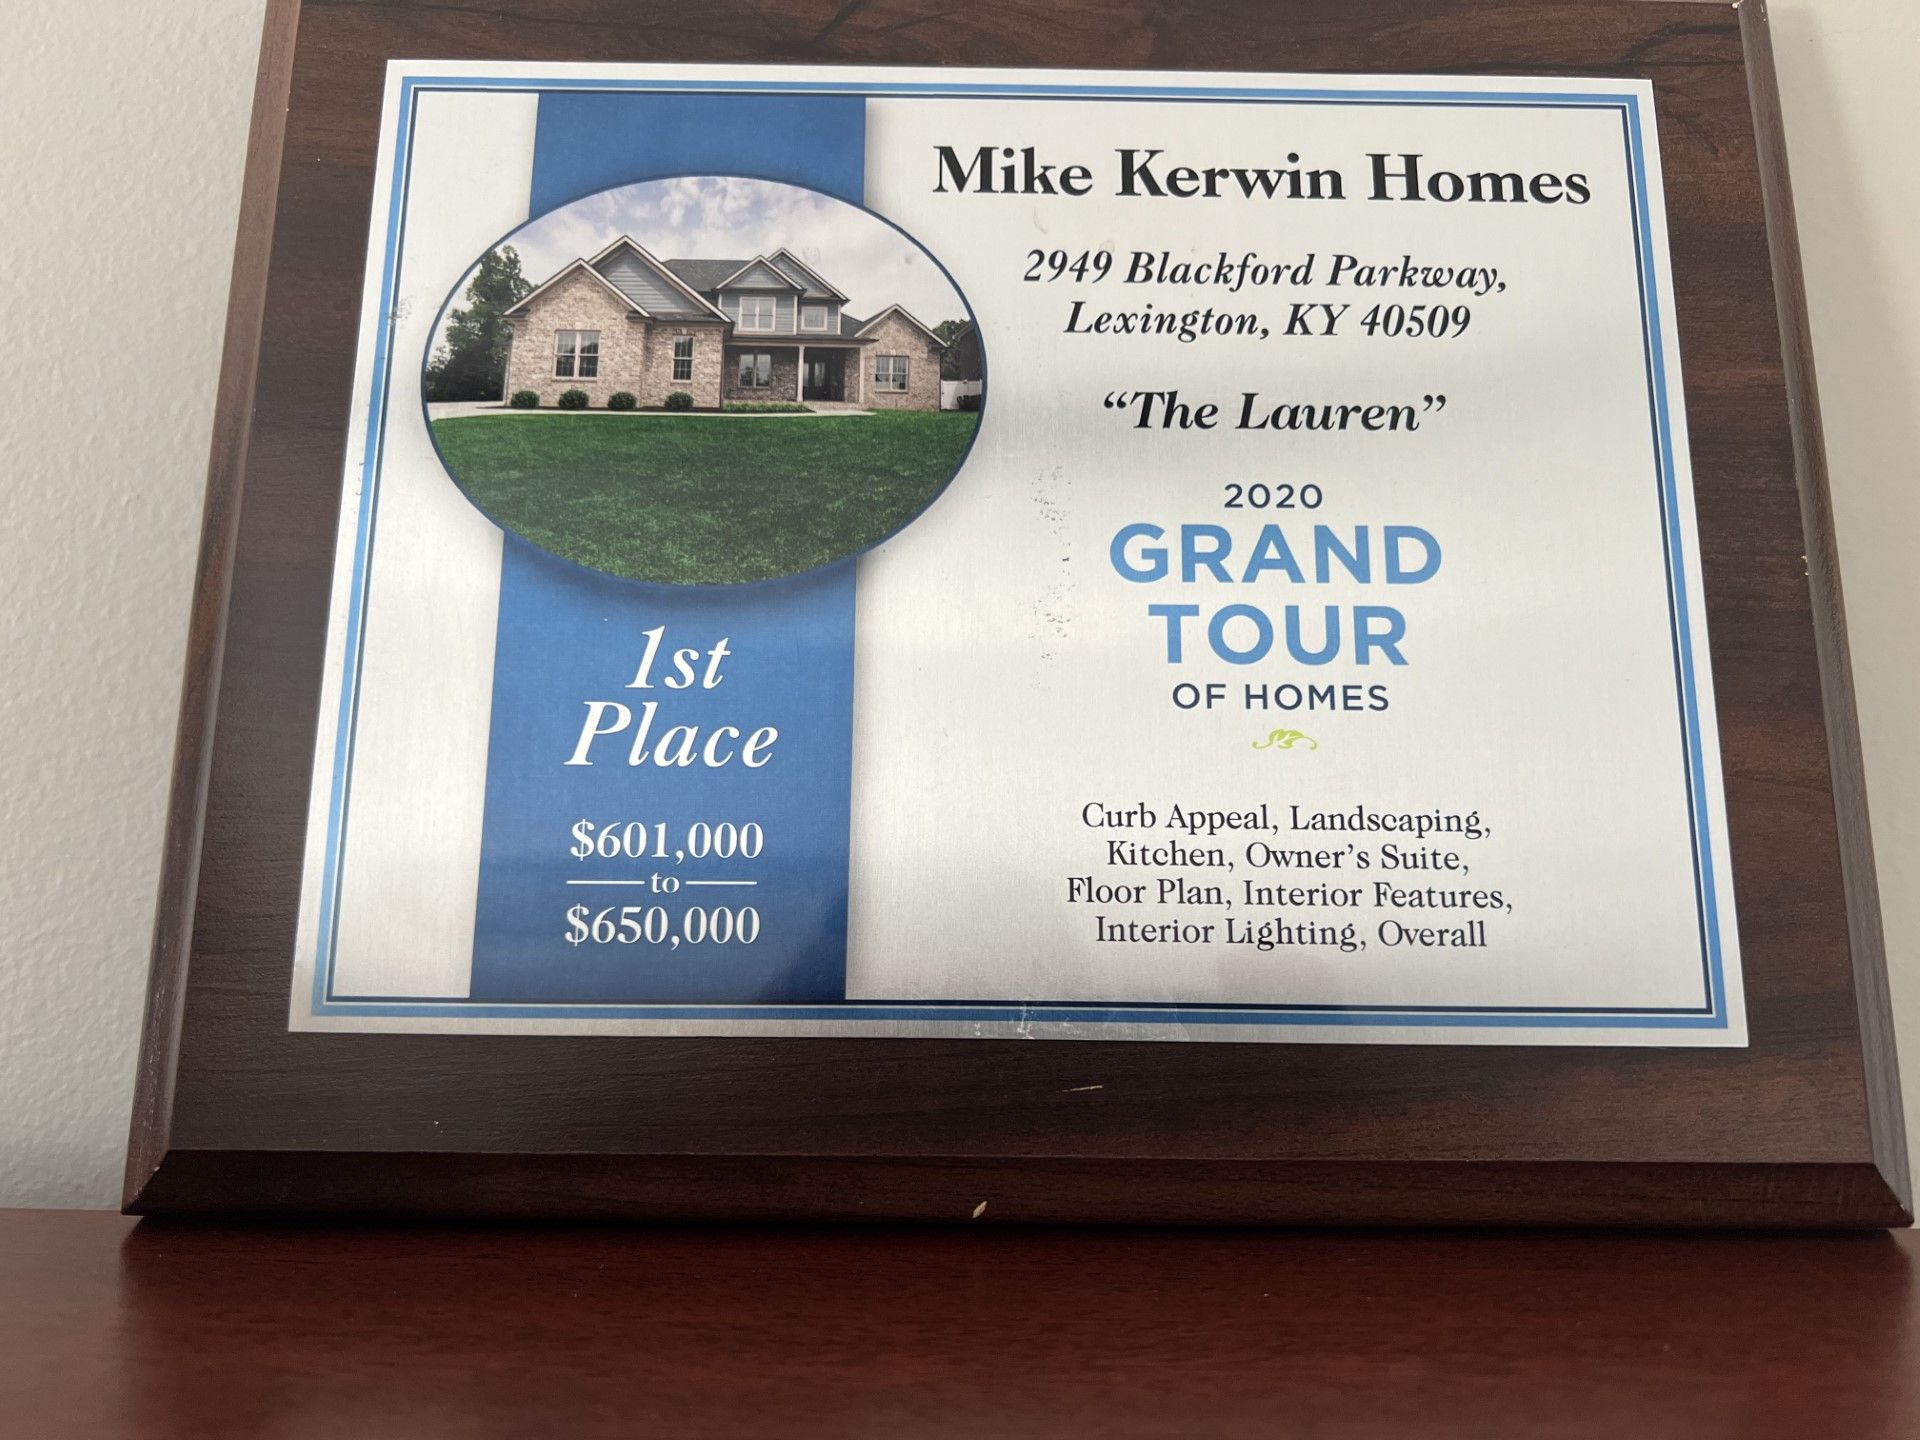 Mike Kerwin Homes
2949 Blackford Parkway,
Lexington, KY 40509
“The Lauren”
2020
GRAND
TOUR
OF HOMES
Curb Appeal, Landscaping,
Kitchen, Owner’s Suite,
Floor Plan, Interior Features,
Interior Lighting, Overall
1st
Place
$601,000
to
$650,000